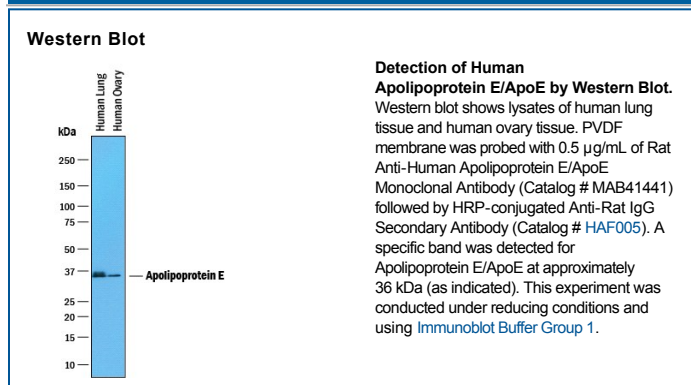 Western Blot
Human Lung
Human Ovary
kDa
250
150
100
75
50
37
25
20
15
10
Apolipoprotein E
Detection of Human
Apolipoprotein E/ApoE by Western Blot.
Western blot shows lysates of human lung
tissue and human ovary tissue. PVDF
membrane was probed with 0.5 µg/mL of Rat
Anti-Human Apolipoprotein E/ApoE
Monoclonal Antibody (Catalog # MAB41441)
followed by HRP-conjugated Anti-Rat IgG
Secondary Antibody (Catalog # HAF005). A
specific band was detected for
Apolipoprotein E/ApoE at approximately
36 kDa (as indicated). This experiment was
conducted under reducing conditions and
using Immunoblot Buffer Group 1.